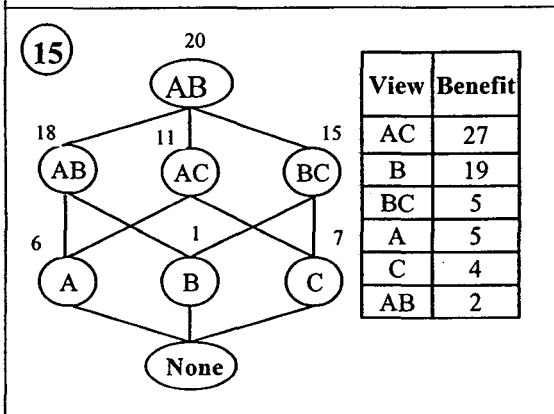 15
20
AB
18 11 15
AB AC BC
6 1 7
A B C
None
View Benefit
AC 27
B 19
BC 5
A 5
C 4
AB 2